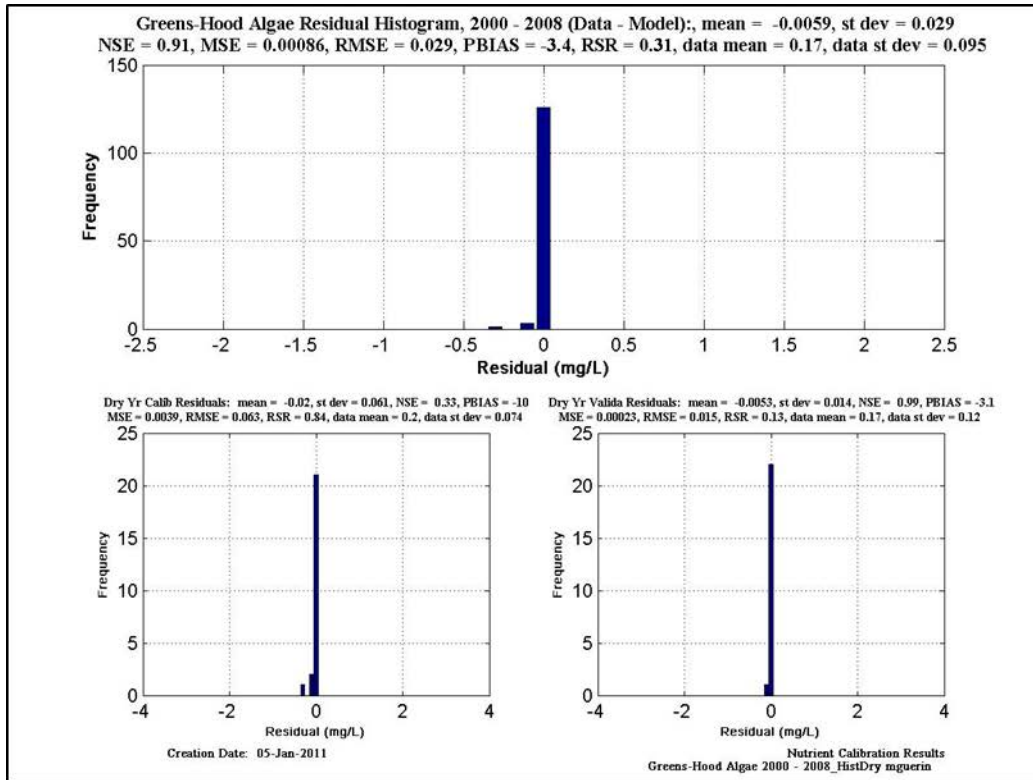 Greens-Hood Algae Residual Histogram, 2000 - 2008 (Data - Model):, mean = -0.0059, st dev = 0.029
NSE = 0.91, MSE = 0.00086, RMSE = 0.029, PBIAS = -3.4, RSR = 0.31, data mean = 0.17, data st dev = 0.095
150
100
50
0
Frequency
-2.5 -2 -1.5 -1 -0.5 0 0.5 1 1.5 2 2.5
Residual (mg/L)
Dry Yr Calib Residuals: mean = -0.02, st dev = 0.061, NSE = 0.33, PBIAS = -10
MSE = 0.0039, RMSE = 0.063, RSR = 0.84, data mean = 0.2, data st dev = 0.074
25
20
15
10
5
0
Frequency
-4 -2 0 2 4
Residual (mg/L)
Dry Yr Valida Residuals: mean = -0.0053, st dev = 0.014, NSE = 0.99, PBIAS = -3.1
MSE = 0.00023, RMSE = 0.015, RSR = 0.13, data mean = 0.17, data st dev = 0.12
25
20
15
10
5
0
Frequency
-4 -2 0 2 4
Residual (mg/L)
Creation Date: 05-Jan-2011
Nutrient Calibration Results
Greens-Hood Algae 2000 - 2008_HistDry mguerin